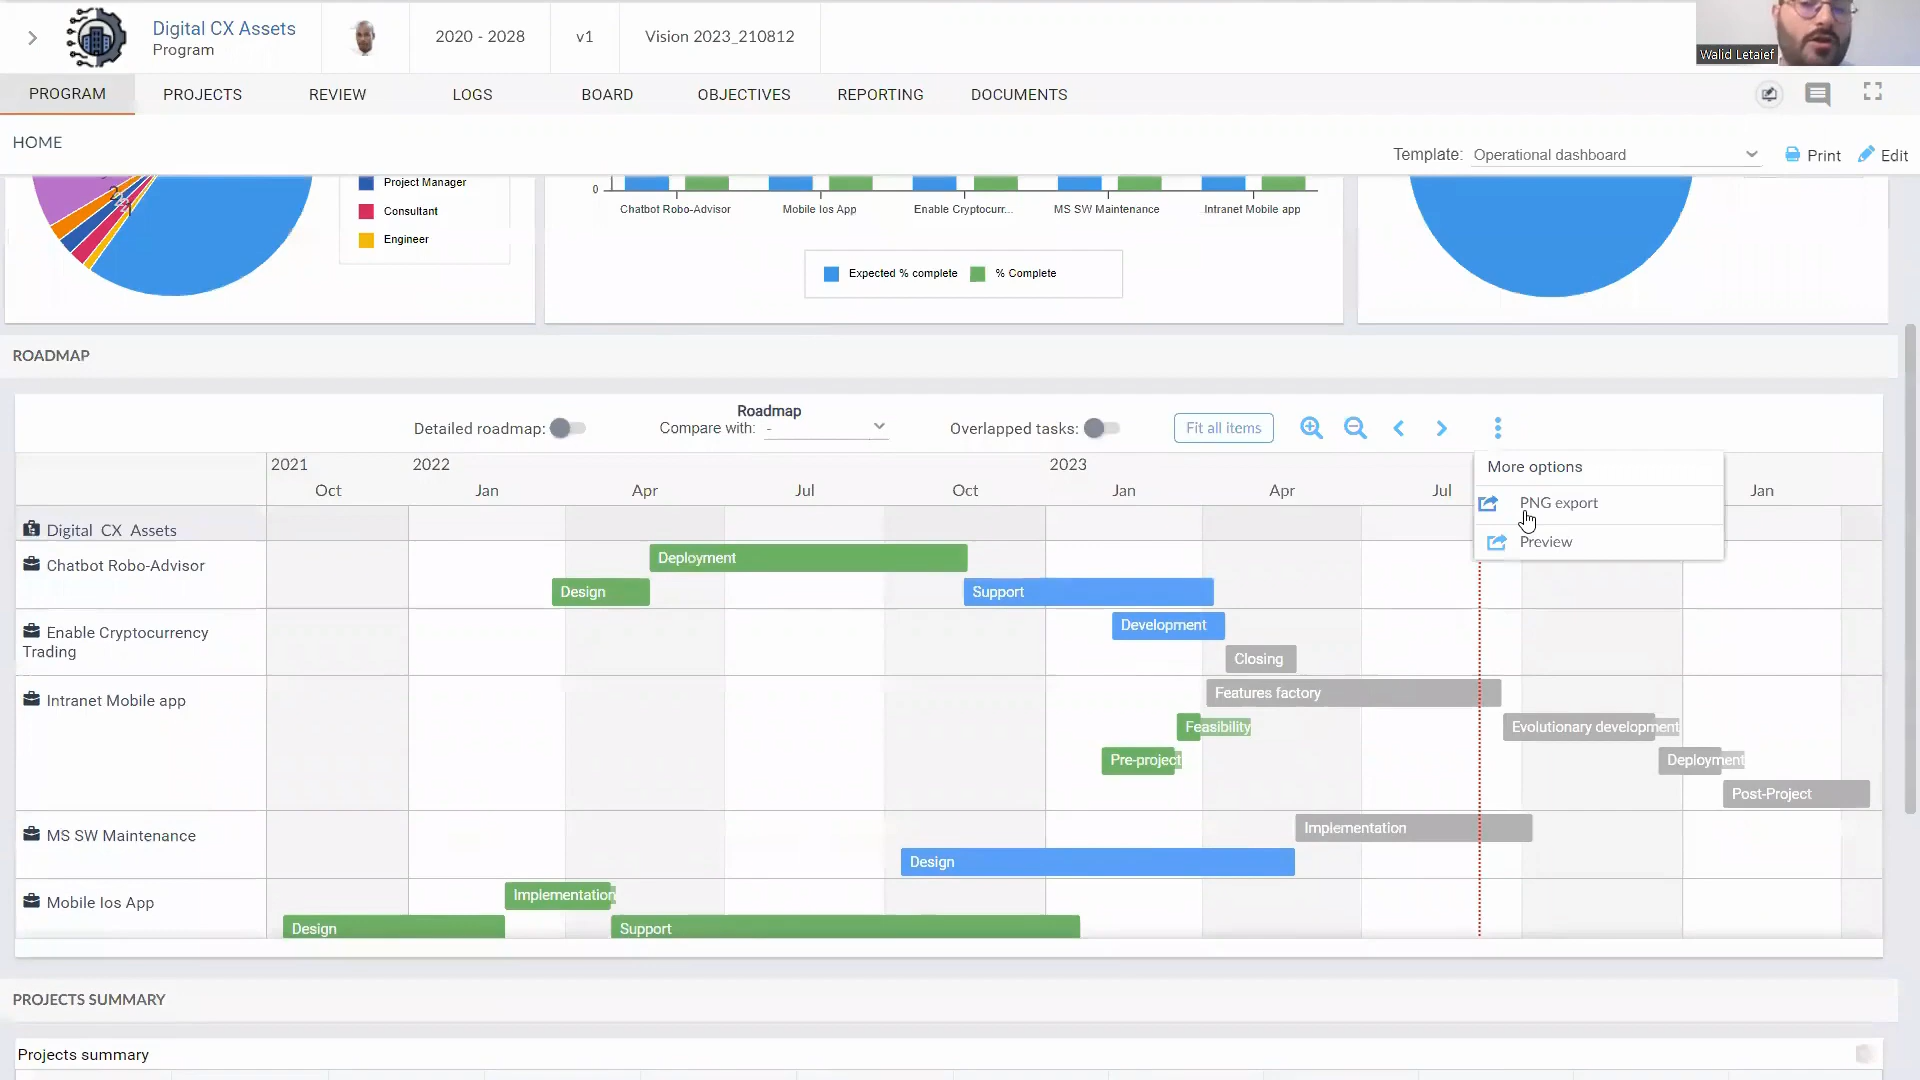 Digital CX Assets
Program
2020 - 2028
v1
Vision 2023_210812
Walid Letaief
PROGRAM
PROJECTS
REVIEW
LOGS
BOARD
OBJECTIVES
REPORTING
DOCUMENTS
HOME
Template: Operational dashboard
Print
Edit
Project Manager
Consultant
Engineer
0
Chatbot Robo-Advisor
Mobile Ios App
Enable Cryptocurr...
MS SW Maintenance
Intranet Mobile app
Expected % complete
% Complete
ROADMAP
Roadmap
Detailed roadmap:
Compare with: -
Overlapped tasks:
Fit all items
More options
PNG export
Preview
2021
2022
2023
Oct
Jan
Apr
Jul
Oct
Jan
Apr
Jul
Jan
Digital CX Assets
Chatbot Robo-Advisor
Deployment
Design
Support
Enable Cryptocurrency
Trading
Development
Closing
Intranet Mobile app
Features factory
Feasibility
Evolutionary development
Pre-project
Deployment
Post-Project
MS SW Maintenance
Implementation
Design
Mobile Ios App
Implementation
Design
Support
PROJECTS SUMMARY
Projects summary